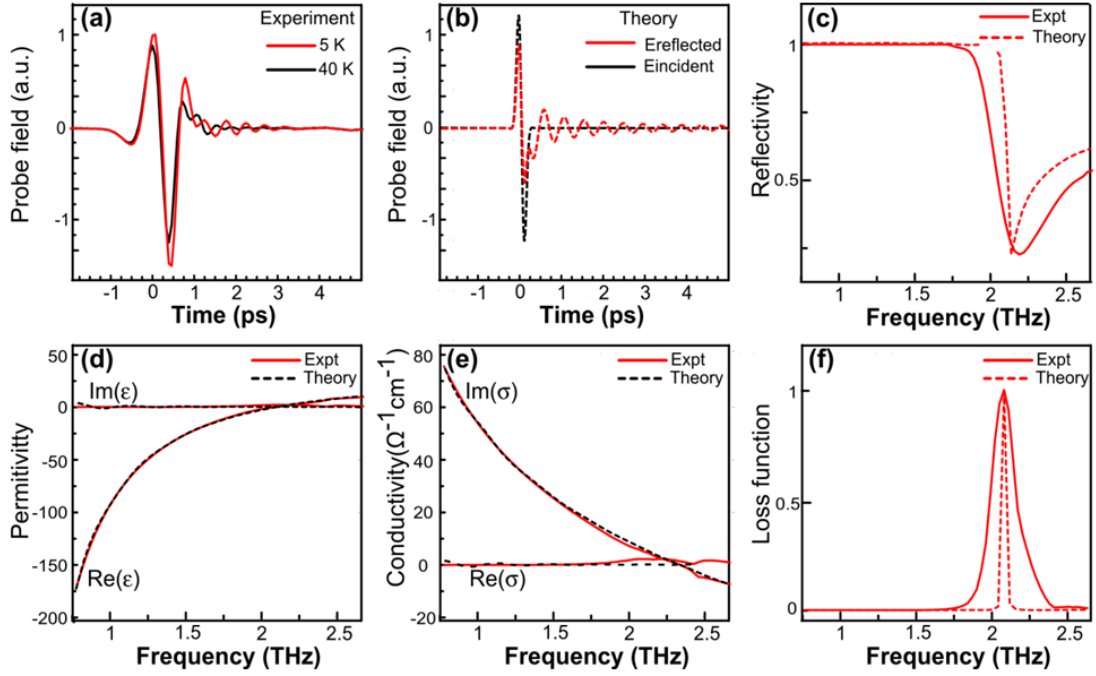 (a) Experiment
5 K
40 K
Probe field (a.u.)
1
0
-1
-1 0 1 2 3 4
Time (ps)
(b) Theory
Ereflected
Eincident
Probe field (a.u.)
1
0
-1
-1 0 1 2 3 4
Time (ps)
(c) Expt
Theory
Reflectivity
1
0.5
1 1.5 2 2.5
Frequency (THz)
(d) Expt
Theory
Im(ε)
Re(ε)
Permitivitty
50
0
-50
-100
-150
-200
1 1.5 2 2.5
Frequency (THz)
(e) Expt
Theory
Im(σ)
Re(σ)
Conductivity(Ω⁻¹cm⁻¹)
80
60
40
20
0
-20
1 1.5 2 2.5
Frequency (THz)
(f) Expt
Theory
Loss function
1
0.5
0
1 1.5 2 2.5
Frequency (THz)